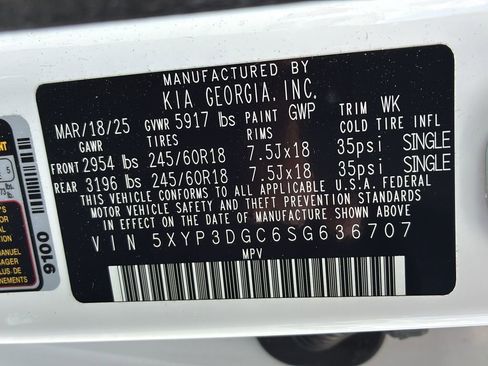 MANUFACTURED BY
KIA GEORGIA, INC.
MAR/18/25 GVWR 5917 lbs PAINT GWP TRIM WK
GAWR TIRES RIMS COLD TIRE INFL
FRONT 2954 lbs 245/60R18 7.5Jx18 35psi SINGLE
REAR 3196 lbs 245/60R18 7.5Jx18 35psi SINGLE
THIS VEHICLE CONFORMS TO ALL APPLICABLE U.S.A. FEDERAL
MOTOR VEHICLE SAFETY STANDARDS IN EFFECT ON THE DATE OF MANUFACTURE SHOWN ABOVE
VIN 5XYP3DGC6SG636707
MPV
9100
5
MANUEL